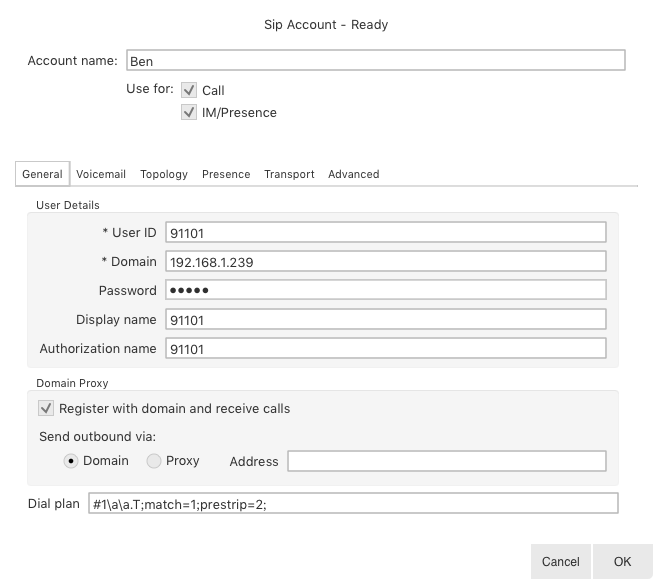 Sip Account - Ready
Account name: Ben
Use for: Call
IM/Presence
General Voicemail Topology Presence Transport Advanced
User Details
* User ID 91101
* Domain 192.168.1.239
Password •••••
Display name 91101
Authorization name 91101
Domain Proxy
Register with domain and receive calls
Send outbound via:
Domain Proxy Address
Dial plan #1\a\a.T;match=1;prestrip=2;
Cancel OK